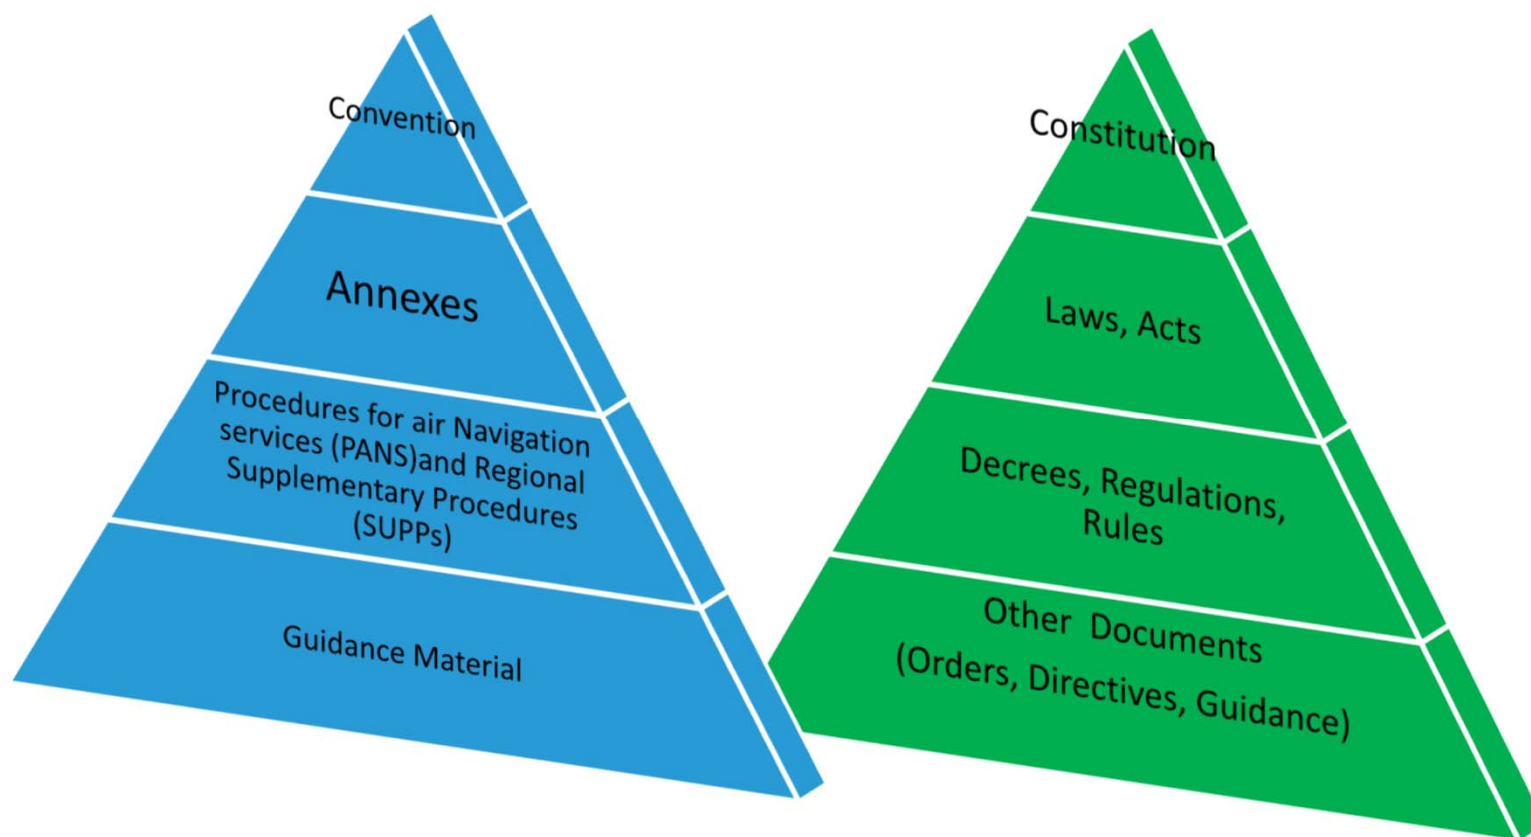 Convention
Annexes
Procedures for air Navigation
services (PANS)and Regional
Supplementary Procedures
(SUPPs)
Guidance Material
Constitution
Laws, Acts
Decrees, Regulations,
Rules
Other Documents
(Orders, Directives, Guidance)